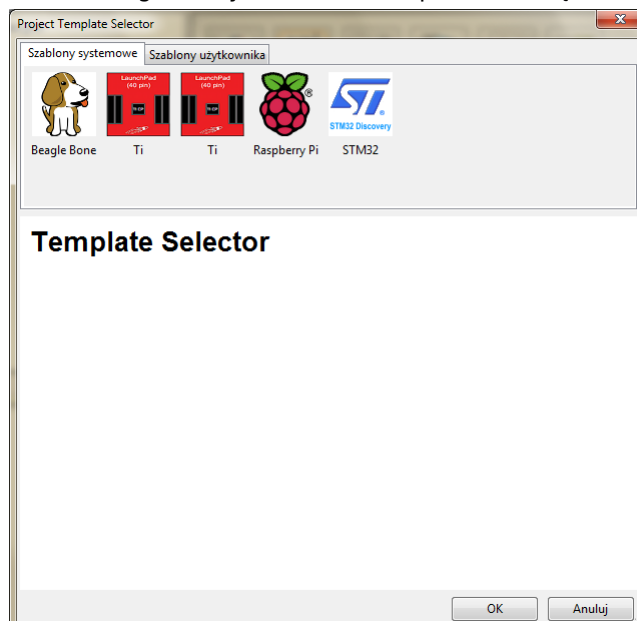 Project Template Selector
Szablony systemowe Szablony użytkownika
LaunchPad LaunchPad
(40 pin) (40 pin)
STM32 Discovery
Beagle Bone Ti Ti Raspberry Pi STM32
Template Selector
OK Anuluj